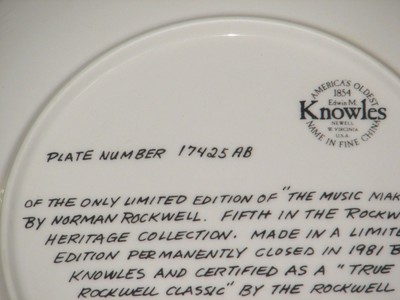 AMERICA'S OLDEST
1854
Edwin M.
Knowles
NEWELL
W. VIRGINIA
U.S.A.
NAME IN FINE CHINA
PLATE NUMBER 17425 AB
OF THE ONLY LIMITED EDITION OF "THE MUSIC MAK
BY NORMAN ROCKWELL. FIFTH IN THE ROCKW
HERITAGE COLLECTION. MADE IN A LIMITE
EDITION PERMANENTLY CLOSED IN 1981 B
KNOWLES AND CERTIFIED AS A "TRUE
ROCKWELL CLASSIC" BY THE ROCKWELL